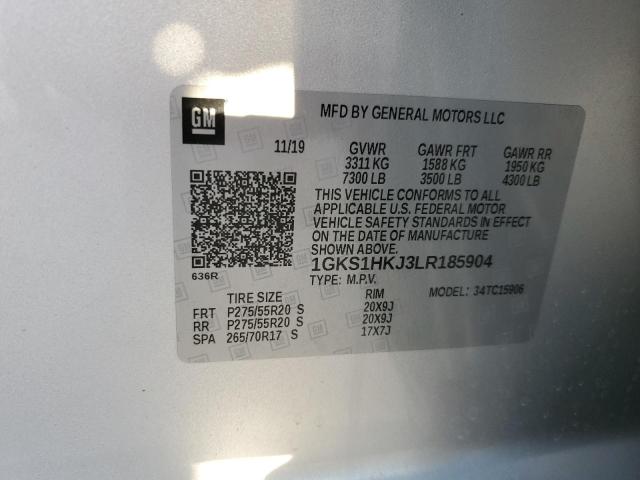 GM
MFD BY GENERAL MOTORS LLC
11/19 GVWR GAWR FRT GAWR RR
3311 KG 1588 KG 1950 KG
7300 LB 3500 LB 4300 LB
THIS VEHICLE CONFORMS TO ALL
APPLICABLE U.S. FEDERAL MOTOR
VEHICLE SAFETY STANDARDS IN EFFECT
ON THE DATE OF MANUFACTURE
SHOWN ABOVE.
636R
1GKS1HKJ3LR185904
TYPE: M.P.V. MODEL: 34TC15906
TIRE SIZE RIM
FRT P275/55R20 S 20X9J
RR P275/55R20 S 20X9J
SPA 265/70R17 S 17X7J